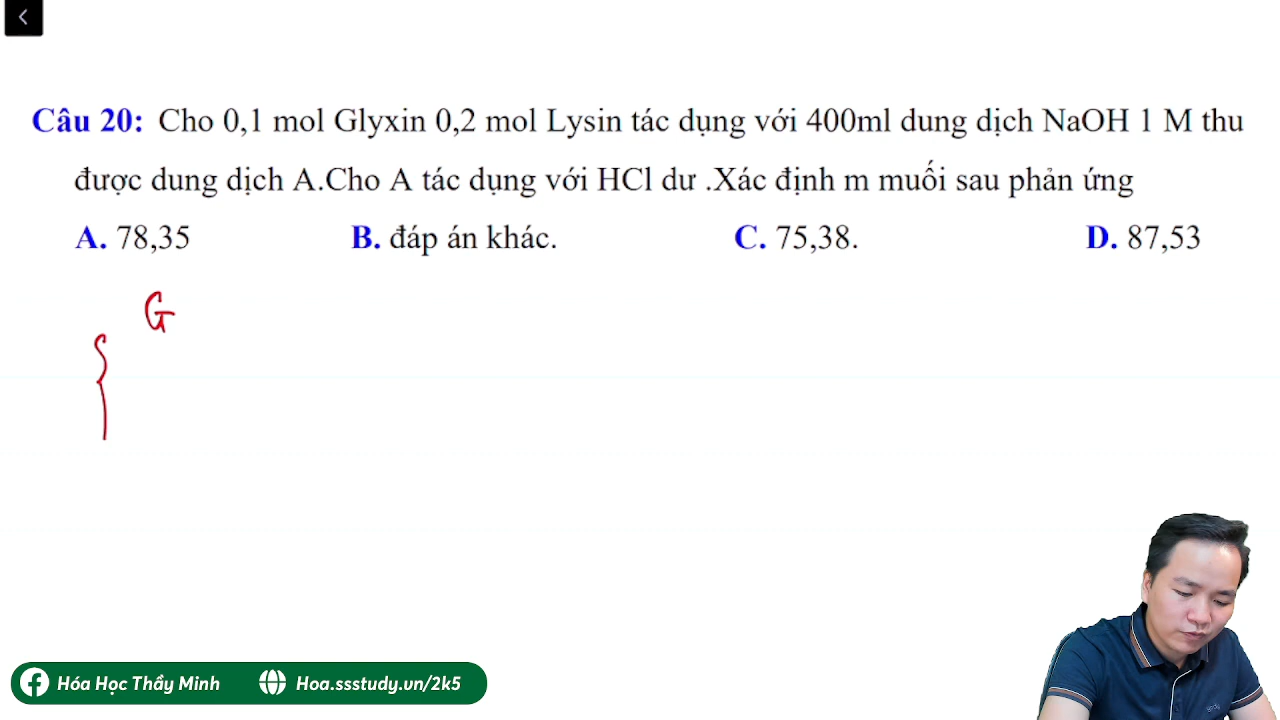 Câu 20: Cho 0,1 mol Glyxin 0,2 mol Lysin tác dụng với 400ml dung dịch NaOH 1 M thu
được dung dịch A.Cho A tác dụng với HCl dư .Xác định m muối sau phản ứng
A. 78,35 B. đáp án khác. C. 75,38. D. 87,53
G
Hóa Học Thầy Minh Hoa.ssstudy.vn/2k5